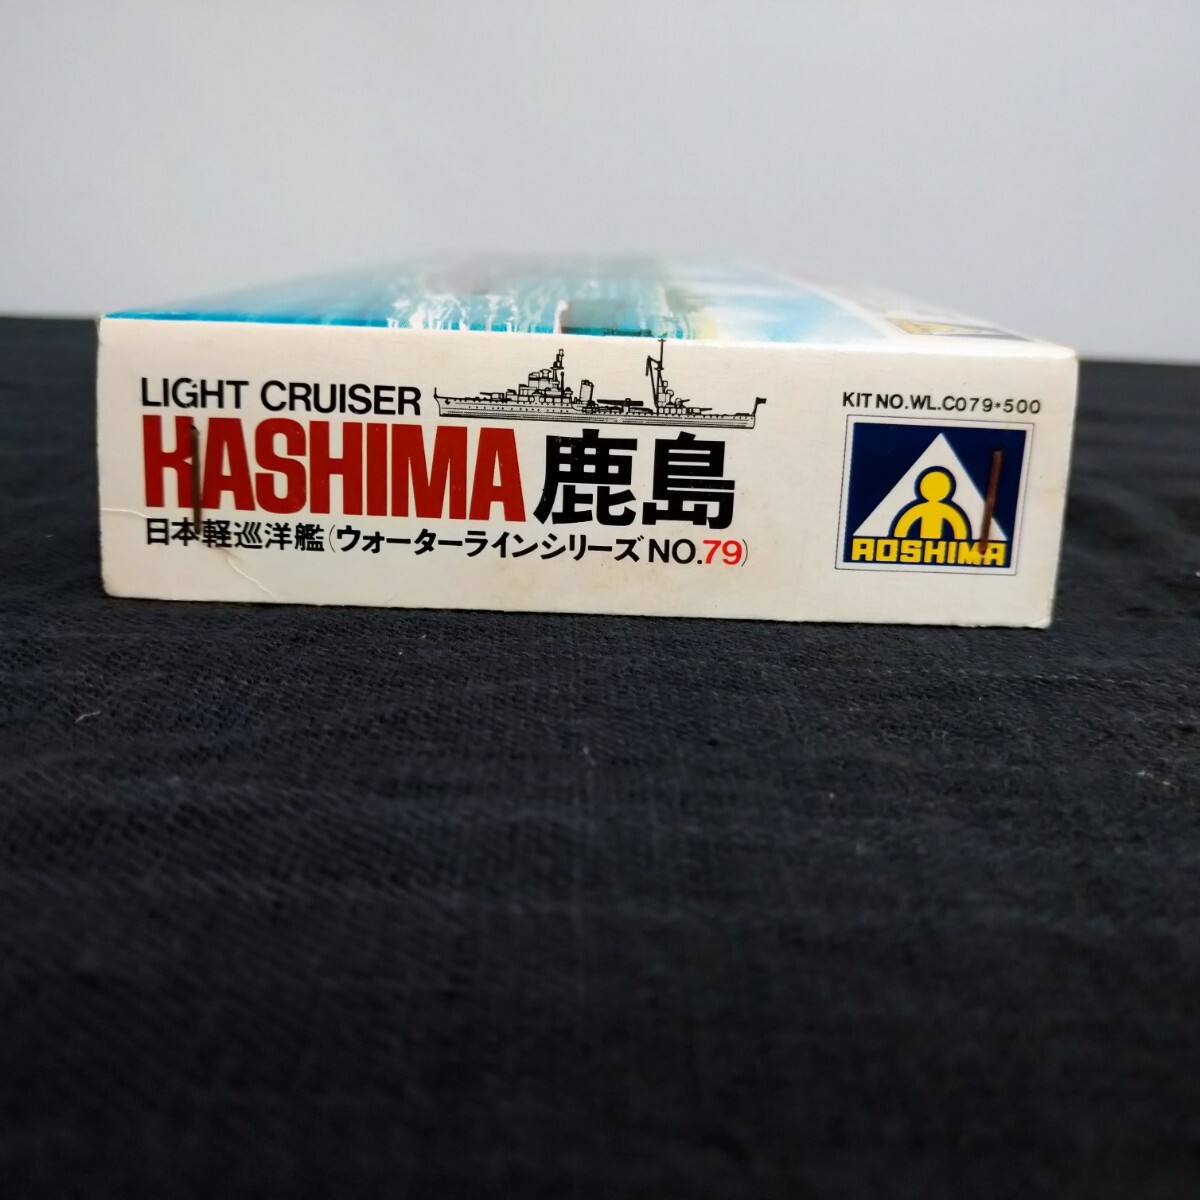 LIGHT CRUISER
KASHIMA 鹿島
日本軽巡洋艦(ウォーターラインシリーズNO.79)
KIT NO.WL.C079*500
AOSHIMA